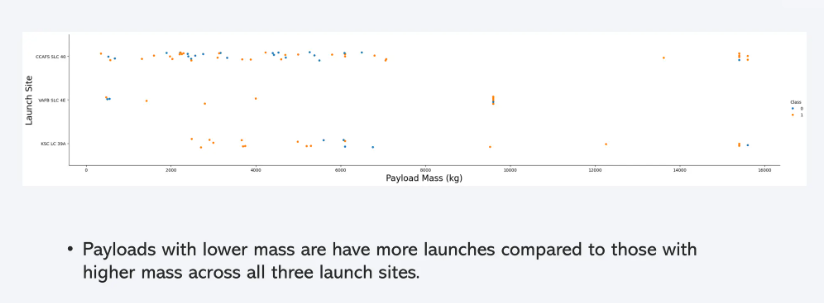 CCAFS SLC 40
VAFB SLC 4E
KSC LC 39A
Launch Site
0 2000 4000 6000 8000 10000 12000 14000 16000
Payload Mass (kg)
Class
0
1
• Payloads with lower mass are have more launches compared to those with
higher mass across all three launch sites.